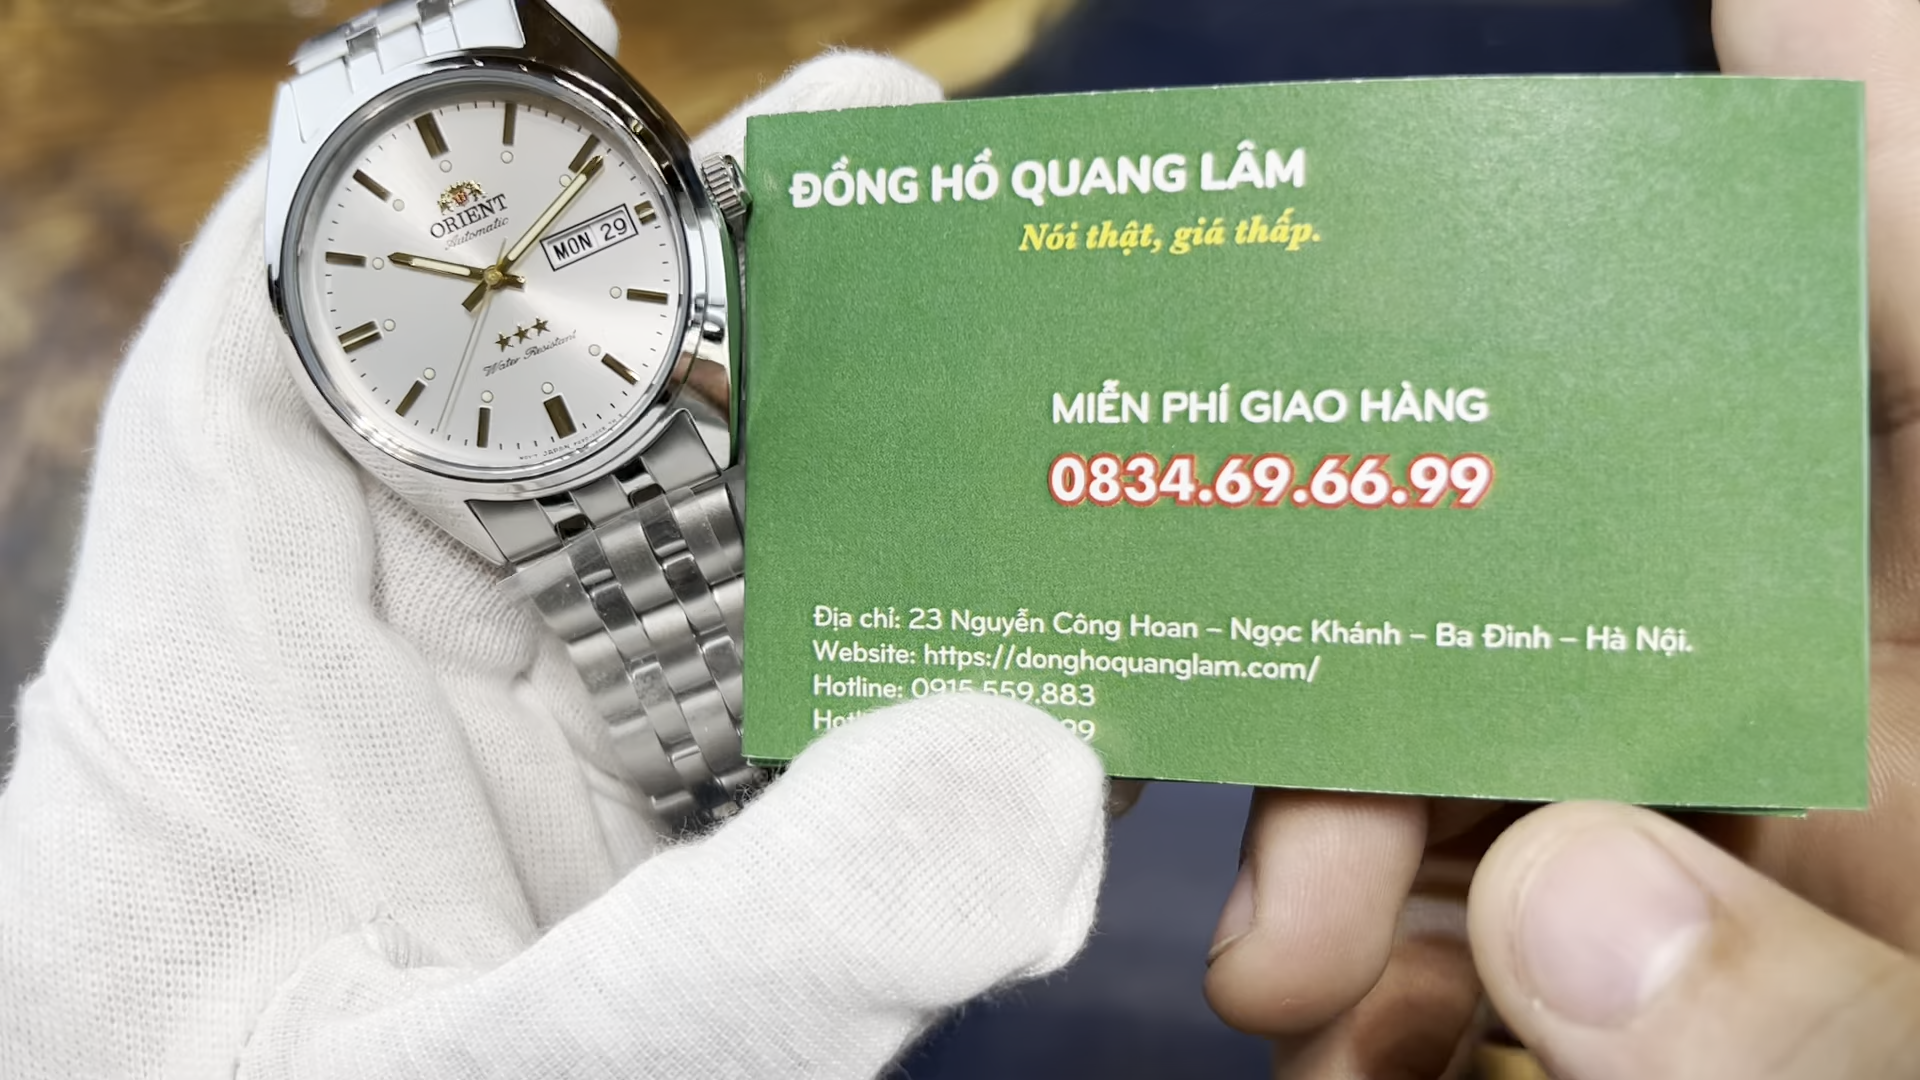 ORIENT
Automatic
MON 29
Water Resistant
JAPAN
ĐỒNG HỒ QUANG LÂM
Nói thật, giá thấp.
MIỄN PHÍ GIAO HÀNG
0834.69.66.99
Địa chỉ: 23 Nguyễn Công Hoan – Ngọc Khánh – Ba Đình – Hà Nội.
Website: https://donghoquanglam.com/
Hotline: 0915.559.883